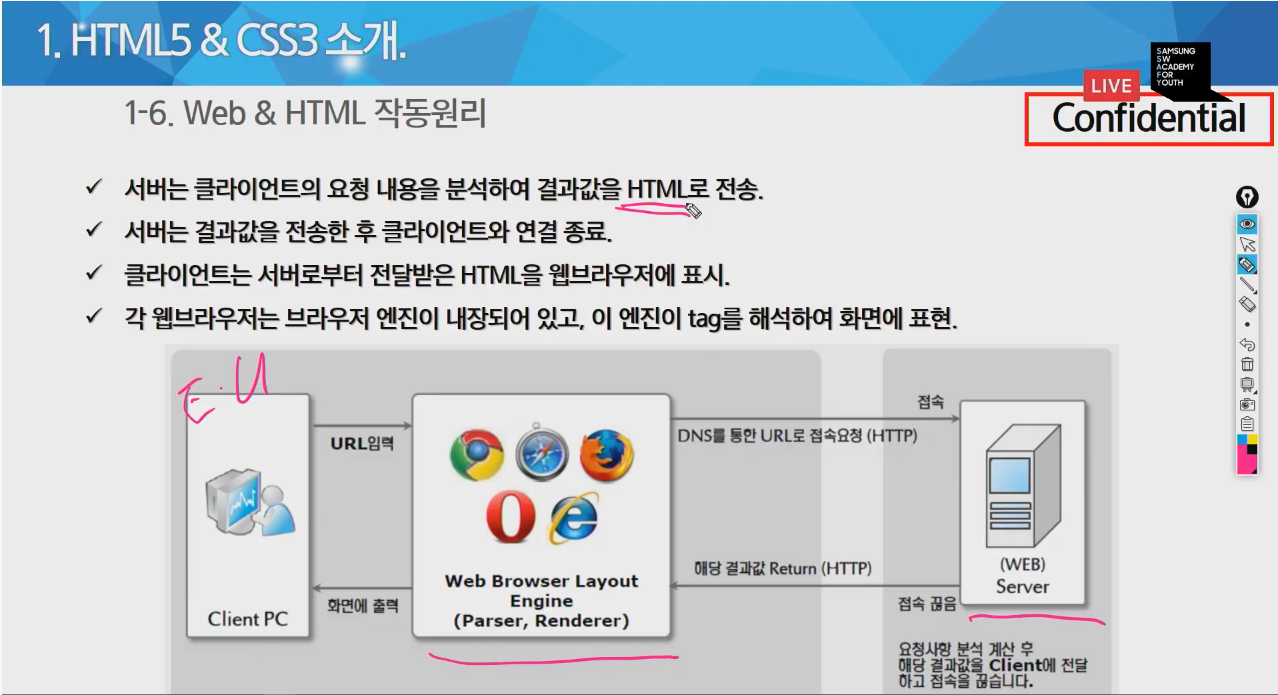 1. HTML5 & CSS3 소개.
SAMSUNG
SW
ACADEMY
FOR
YOUTH
LIVE
Confidential
1-6. Web & HTML 작동원리
✓ 서버는 클라이언트의 요청 내용을 분석하여 결과값을 HTML로 전송.
✓ 서버는 결과값을 전송한 후 클라이언트와 연결 종료.
✓ 클라이언트는 서버로부터 전달받은 HTML을 웹브라우저에 표시.
✓ 각 웹브라우저는 브라우저 엔진이 내장되어 있고, 이 엔진이 tag를 해석하여 화면에 표현.
E.U
URL입력
접속
DNS를 통한 URL로 접속요청 (HTTP)
Web Browser Layout
Engine
(Parser, Renderer)
해당 결과값 Return (HTTP)
(WEB)
Server
화면에 출력
Client PC
접속 끊음
요청사항 분석 계산 후
해당 결과값을 Client에 전달
하고 접속을 끊습니다.